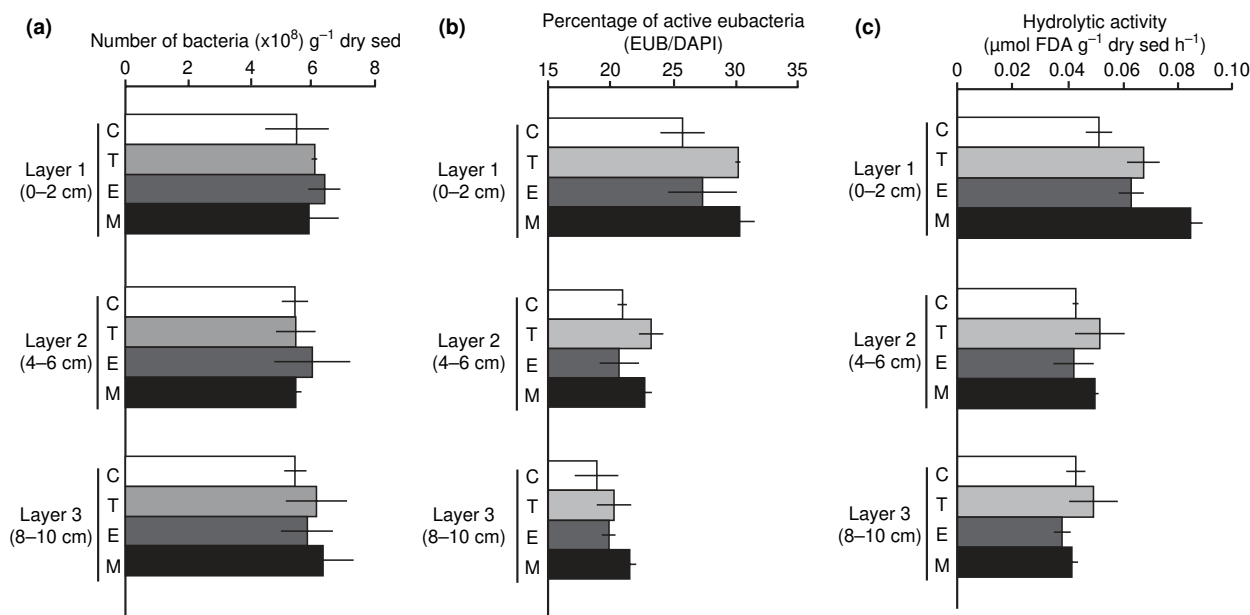 (a)
Number of bacteria (x10⁸) g⁻¹ dry sed
0 2 4 6 8
Layer 1
(0–2 cm)
C
T
E
M
Layer 2
(4–6 cm)
C
T
E
M
Layer 3
(8–10 cm)
C
T
E
M
(b)
Percentage of active eubacteria
(EUB/DAPI)
15 20 25 30 35
C
T
E
M
C
T
E
M
C
T
E
M
Layer 1
(0–2 cm)
Layer 2
(4–6 cm)
Layer 3
(8–10 cm)
(c)
Hydrolytic activity
(μmol FDA g⁻¹ dry sed h⁻¹)
0 0.02 0.04 0.06 0.08 0.10
Layer 1
(0–2 cm)
C
T
E
M
Layer 2
(4–6 cm)
C
T
E
M
Layer 3
(8–10 cm)
C
T
E
M